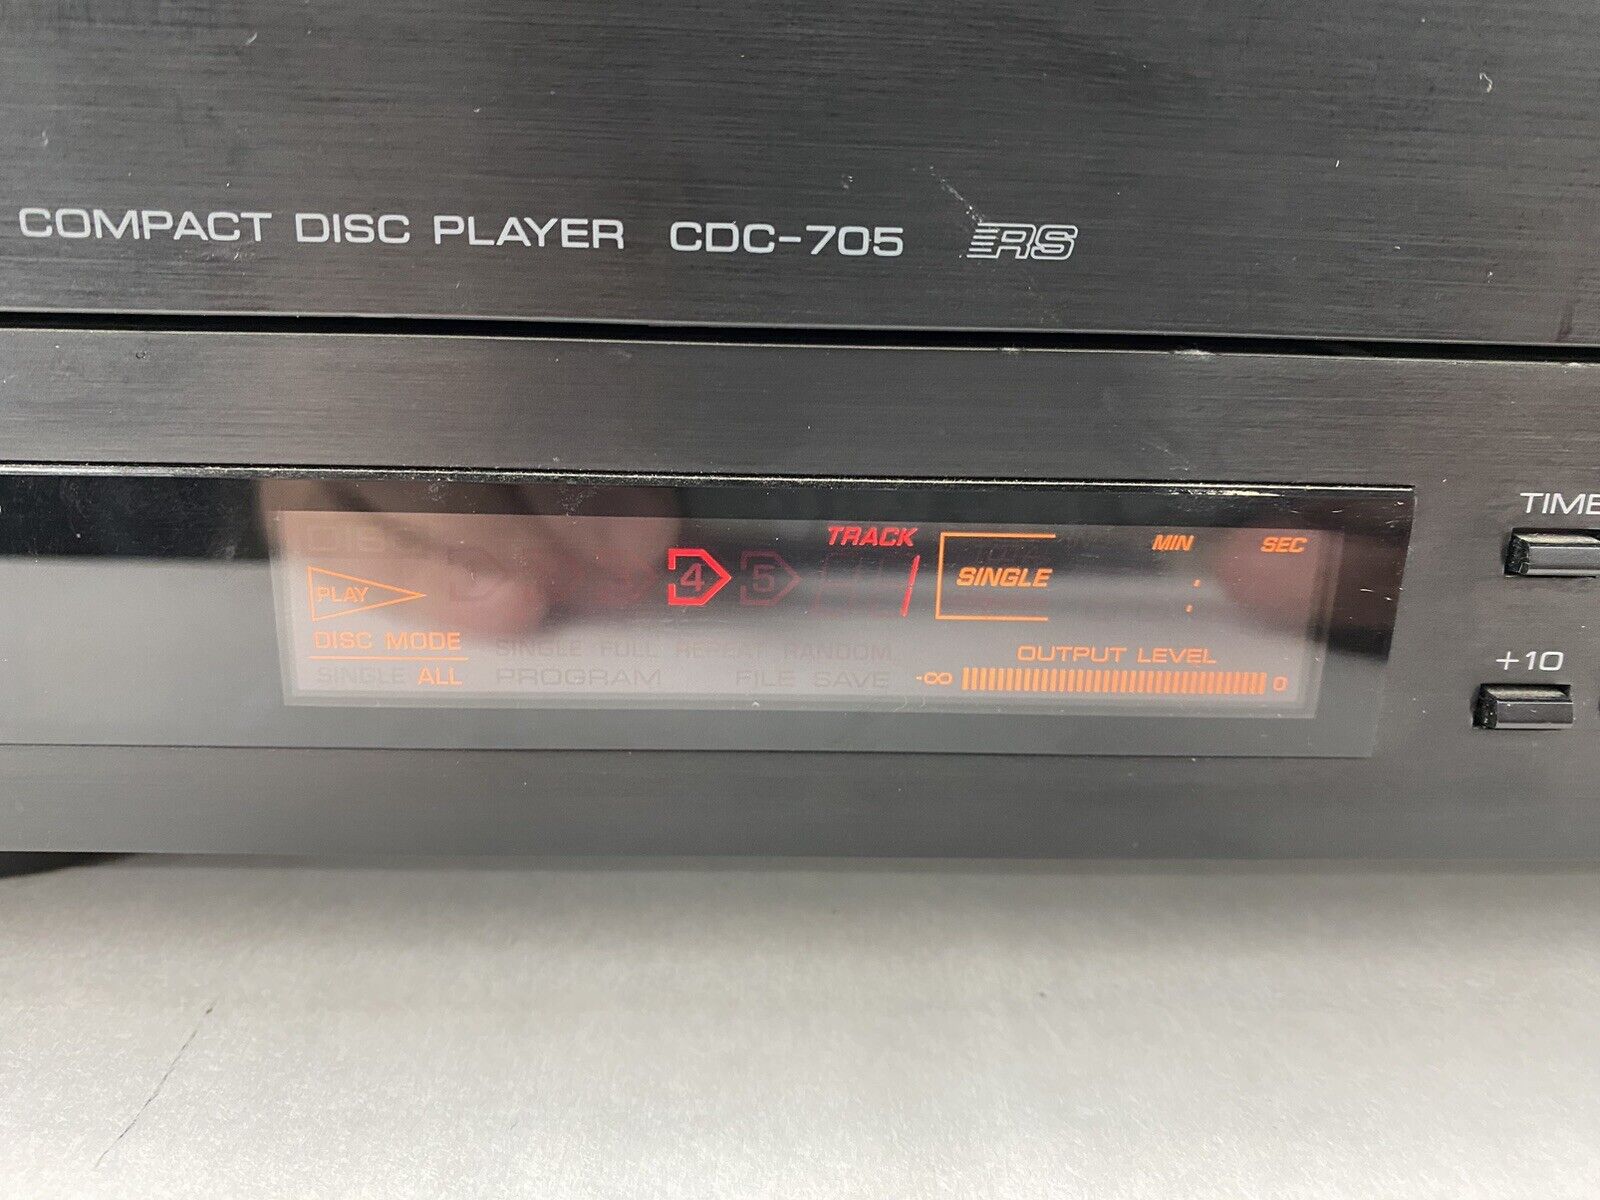 COMPACT DISC PLAYER CDC-705 RS
TIME
TRACK
MIN SEC
PLAY 4 5 1 SINGLE :
DISC MODE
SINGLE FULL REPEAT RANDOM
OUTPUT LEVEL
SINGLE ALL
PROGRAM FILE SAVE
-∞ 0
+10